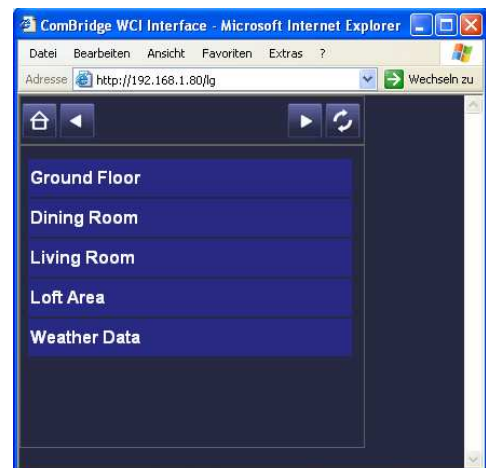 ComBridge WCI Interface - Microsoft Internet Explorer
Datei Bearbeiten Ansicht Favoriten Extras ?
Adresse http://192.168.1.80/lg Wechseln zu
Ground Floor
Dining Room
Living Room
Loft Area
Weather Data